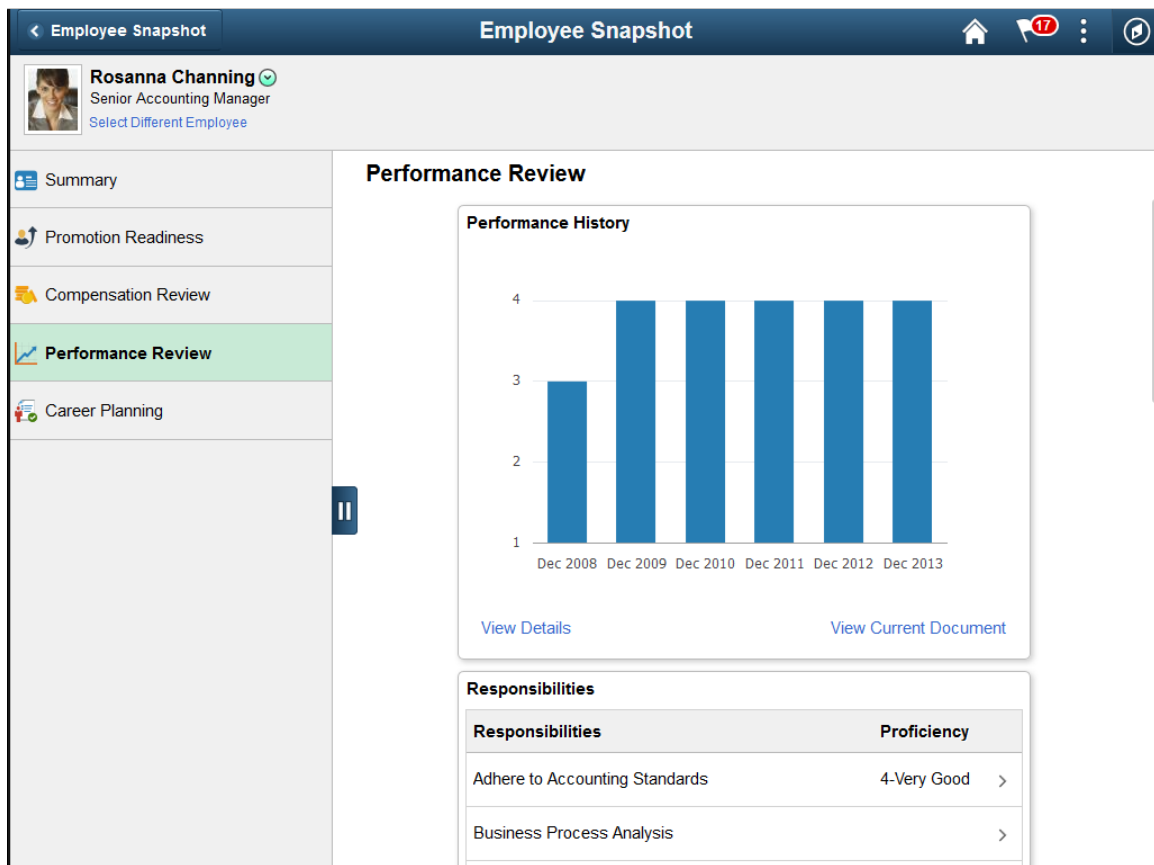 Employee Snapshot
Employee Snapshot
17
Rosanna Channing
Senior Accounting Manager
Select Different Employee
Summary
Promotion Readiness
Compensation Review
Performance Review
Career Planning
Performance Review
Performance History
4
3
2
1
Dec 2008 Dec 2009 Dec 2010 Dec 2011 Dec 2012 Dec 2013
View Details View Current Document
Responsibilities
Responsibilities Proficiency
Adhere to Accounting Standards 4-Very Good
Business Process Analysis